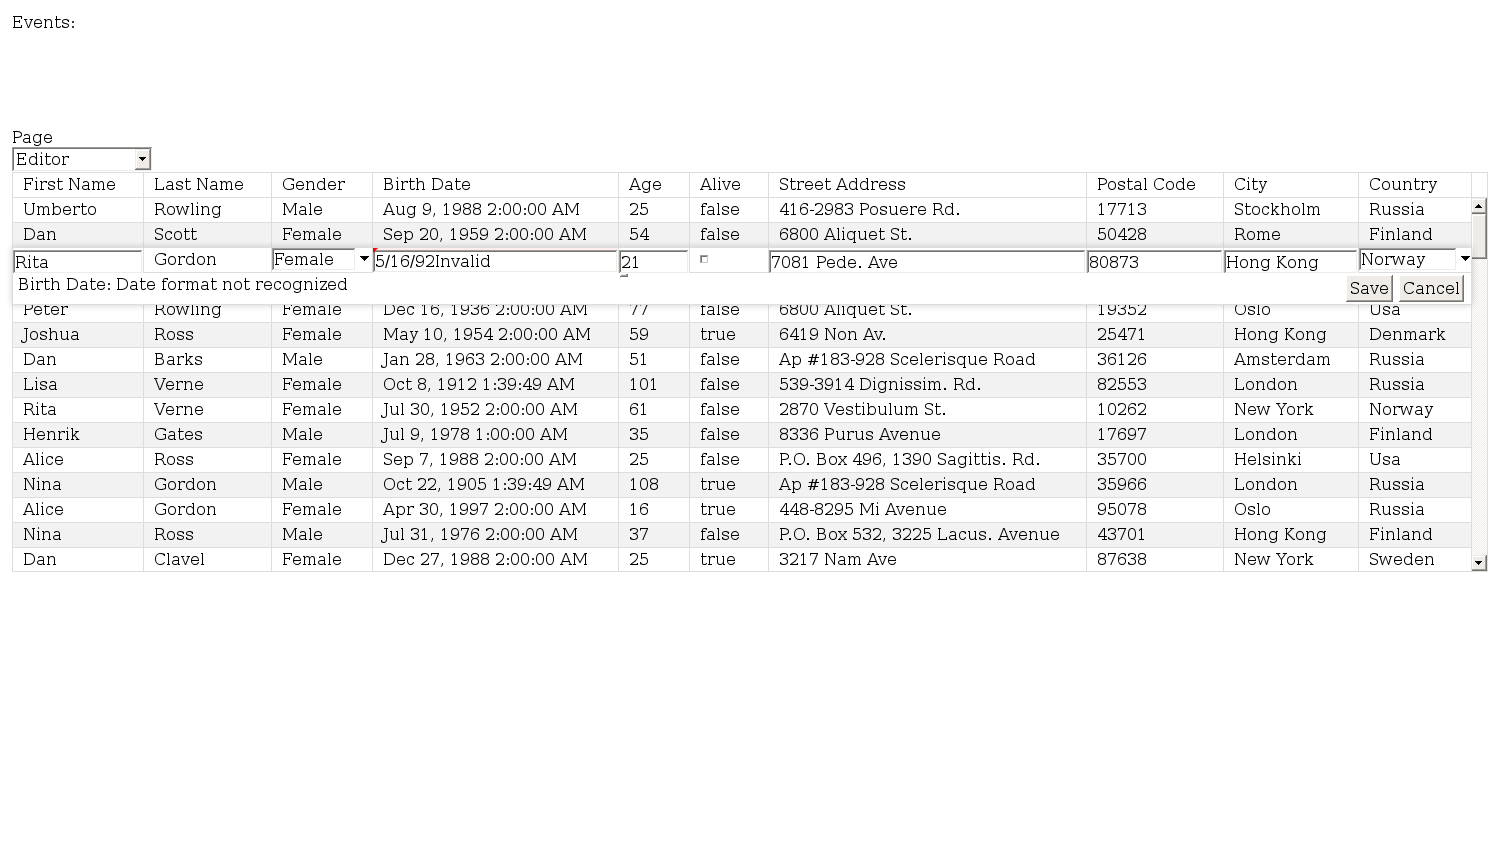 Events:
Page
Editor
First Name Last Name Gender Birth Date Age Alive Street Address Postal Code City Country
Umberto Rowling Male Aug 9, 1988 2:00:00 AM 25 false 416-2983 Posuere Rd. 17713 Stockholm Russia
Dan Scott Female Sep 20, 1959 2:00:00 AM 54 false 6800 Aliquet St. 50428 Rome Finland
Rita Gordon Female 5/16/92Invalid 21 7081 Pede. Ave 80873 Hong Kong Norway
Birth Date: Date format not recognized Save Cancel
Peter Rowling Female Dec 16, 1936 2:00:00 AM 77 false 6800 Aliquet St. 19352 Oslo Usa
Joshua Ross Female May 10, 1954 2:00:00 AM 59 true 6419 Non Av. 25471 Hong Kong Denmark
Dan Barks Male Jan 28, 1963 2:00:00 AM 51 false Ap #183-928 Scelerisque Road 36126 Amsterdam Russia
Lisa Verne Female Oct 8, 1912 1:39:49 AM 101 false 539-3914 Dignissim. Rd. 82553 London Russia
Rita Verne Female Jul 30, 1952 2:00:00 AM 61 false 2870 Vestibulum St. 10262 New York Norway
Henrik Gates Male Jul 9, 1978 1:00:00 AM 35 false 8336 Purus Avenue 17697 London Finland
Alice Ross Female Sep 7, 1988 2:00:00 AM 25 false P.O. Box 496, 1390 Sagittis. Rd. 35700 Helsinki Usa
Nina Gordon Male Oct 22, 1905 1:39:49 AM 108 true Ap #183-928 Scelerisque Road 35966 London Russia
Alice Gordon Female Apr 30, 1997 2:00:00 AM 16 true 448-8295 Mi Avenue 95078 Oslo Russia
Nina Ross Male Jul 31, 1976 2:00:00 AM 37 false P.O. Box 532, 3225 Lacus. Avenue 43701 Hong Kong Finland
Dan Clavel Female Dec 27, 1988 2:00:00 AM 25 true 3217 Nam Ave 87638 New York Sweden